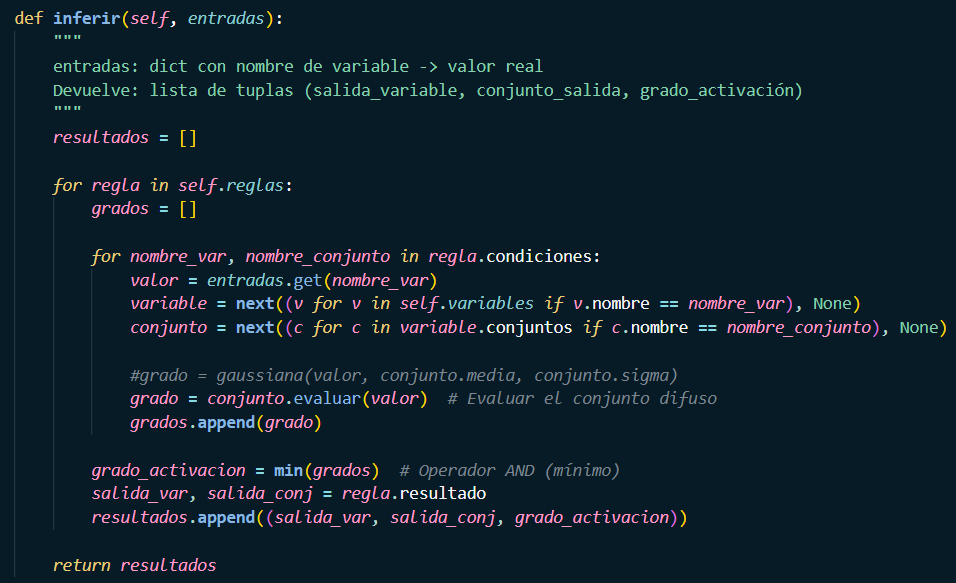 def inferir(self, entradas):
    """
    entradas: dict con nombre de variable -> valor real
    Devuelve: lista de tuplas (salida_variable, conjunto_salida, grado_activación)
    """
    resultados = []

    for regla in self.reglas:
        grados = []

        for nombre_var, nombre_conjunto in regla.condiciones:
            valor = entradas.get(nombre_var)
            variable = next((v for v in self.variables if v.nombre == nombre_var), None)
            conjunto = next((c for c in variable.conjuntos if c.nombre == nombre_conjunto), None)

            #grado = gaussiana(valor, conjunto.media, conjunto.sigma)
            grado = conjunto.evaluar(valor)  # Evaluar el conjunto difuso
            grados.append(grado)

        grado_activacion = min(grados)  # Operador AND (mínimo)
        salida_var, salida_conj = regla.resultado
        resultados.append((salida_var, salida_conj, grado_activacion))

    return resultados